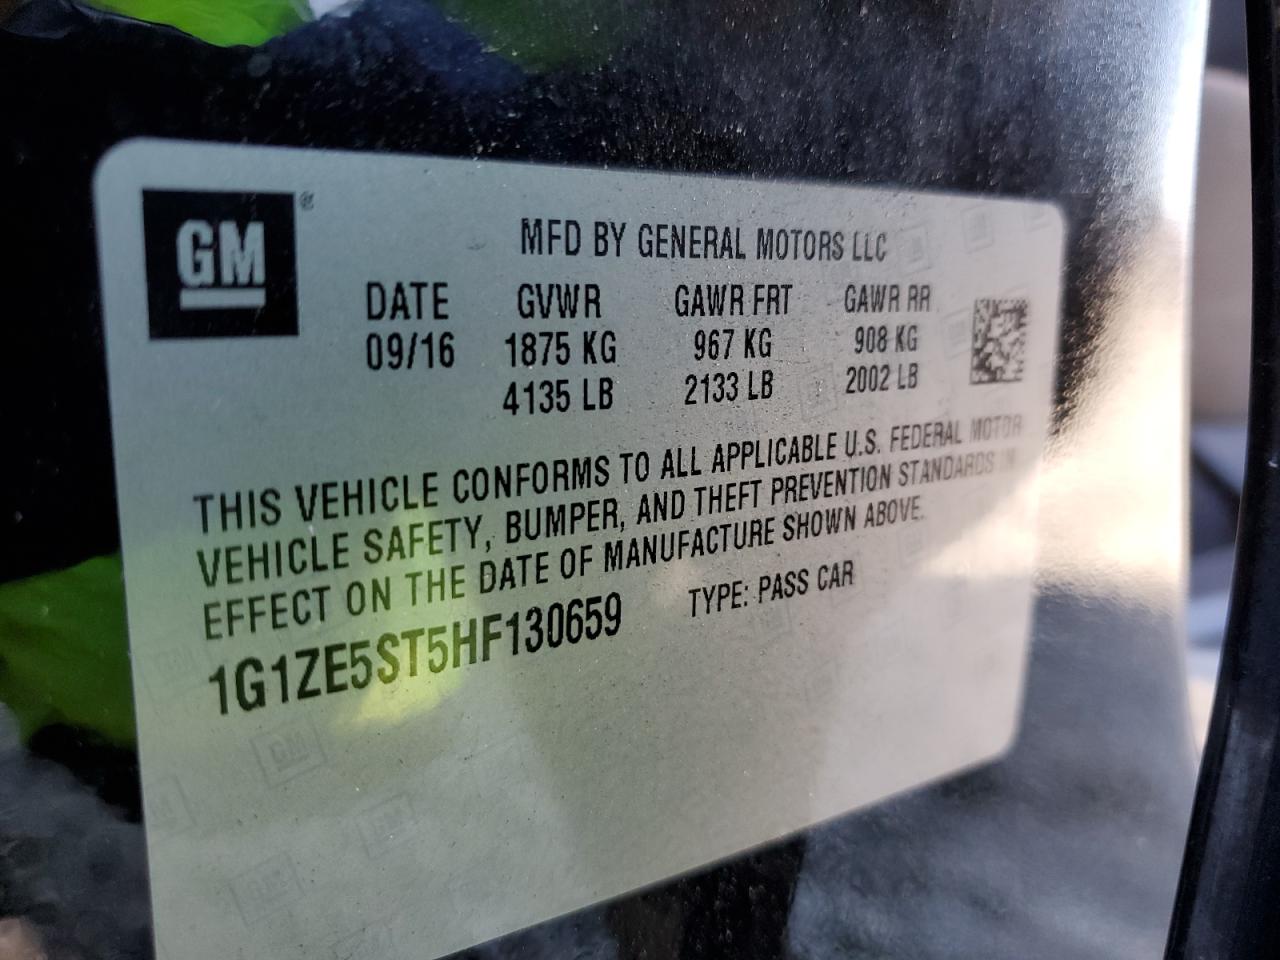 GM ®
MFD BY GENERAL MOTORS LLC
DATE GVWR GAWR FRT GAWR RR
09/16 1875 KG 967 KG 908 KG
4135 LB 2133 LB 2002 LB
THIS VEHICLE CONFORMS TO ALL APPLICABLE U.S. FEDERAL MOTOR
VEHICLE SAFETY, BUMPER, AND THEFT PREVENTION STANDARDS IN
EFFECT ON THE DATE OF MANUFACTURE SHOWN ABOVE.
1G1ZE5ST5HF130659 TYPE: PASS CAR